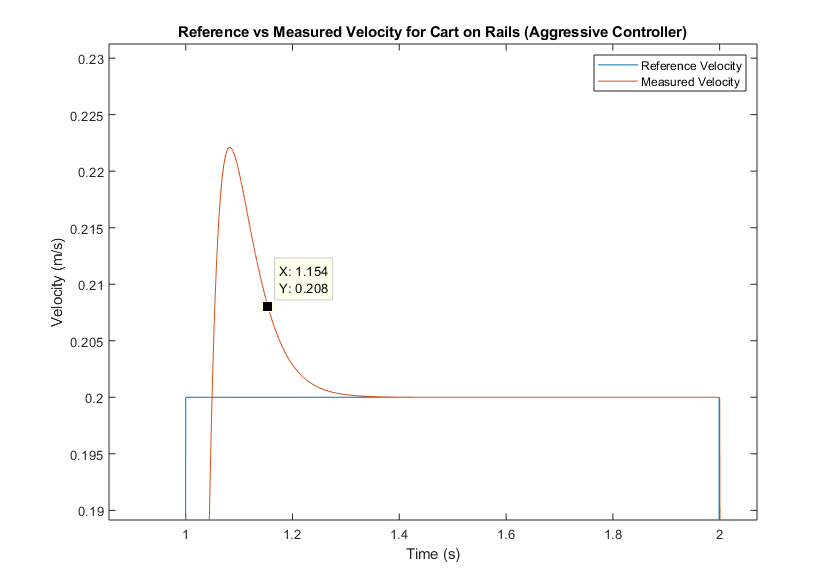 Reference vs Measured Velocity for Cart on Rails (Aggressive Controller)
Reference Velocity
Measured Velocity
Velocity (m/s)
0.23
0.225
0.22
0.215
0.21
0.205
0.2
0.195
0.19
X: 1.154
Y: 0.208
1 1.2 1.4 1.6 1.8 2
Time (s)